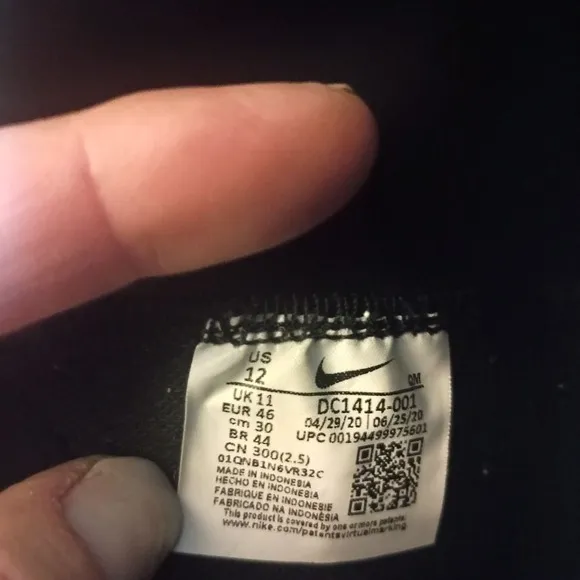 US
12
UK 11
EUR 46
cm 30
BR 44
CN 300(2.5)
01QNB1N6VR32C
QM
DC1414-001
04/29/20 | 06/25/20
UPC 00194499975601
MADE IN INDONESIA
HECHO EN INDONESIA
FABRIQUE EN INDONESIE
FABRICADO NA INDONÈSIA
This product is covered by one or more patents.
www.nike.com/patentsvirtualmarking